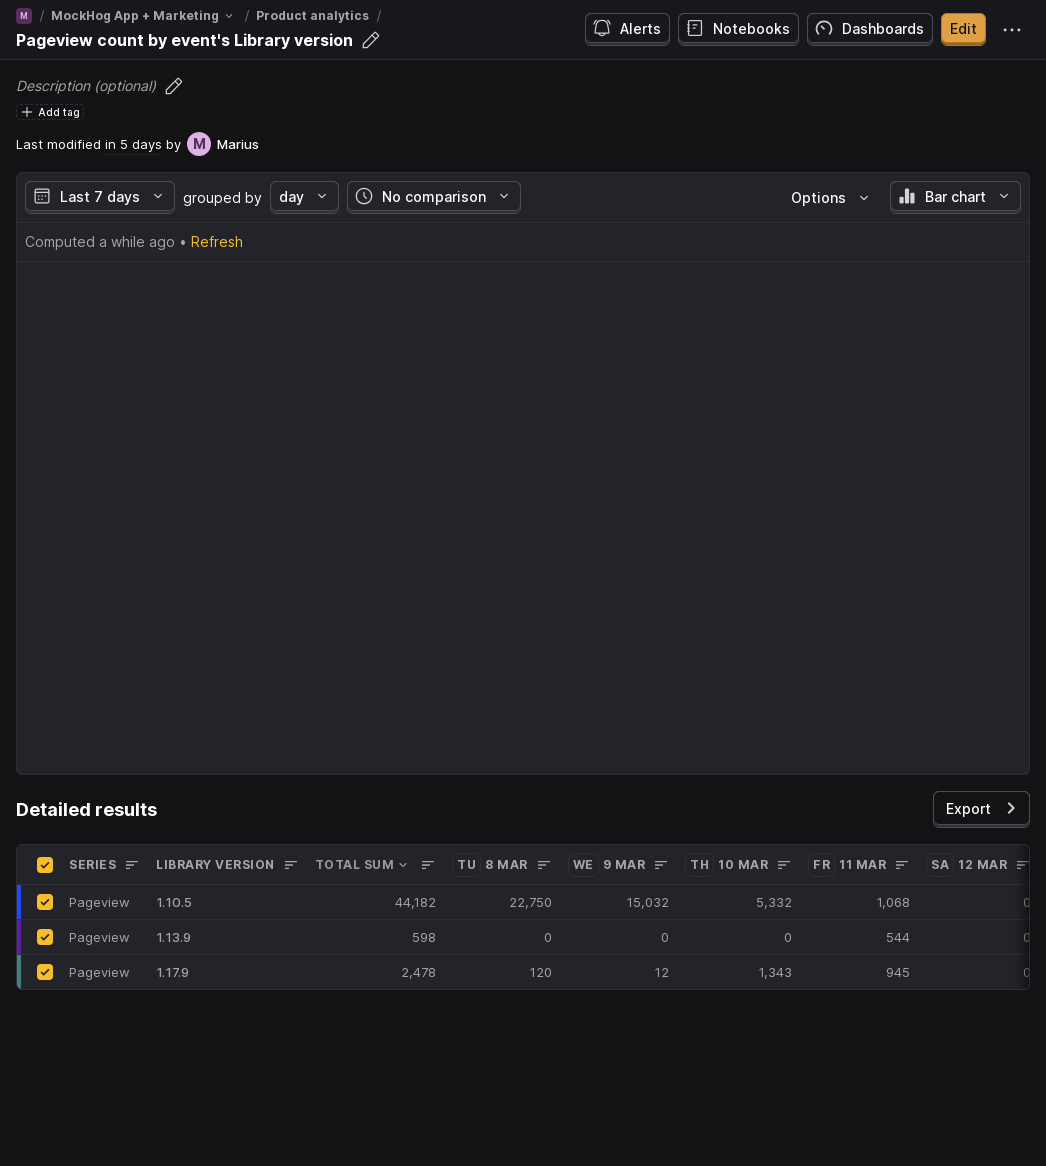 M / MockHog App + Marketing / Product analytics /
Pageview count by event's Library version
Alerts Notebooks Dashboards Edit
Description (optional)
Add tag
Last modified in 5 days by M Marius
Last 7 days grouped by day No comparison Options Bar chart
Computed a while ago • Refresh
Detailed results
Export
SERIES LIBRARY VERSION TOTAL SUM TU 8 MAR WE 9 MAR TH 10 MAR FR 11 MAR SA 12 MAR
Pageview 1.10.5 44,182 22,750 15,032 5,332 1,068 0
Pageview 1.13.9 598 0 0 0 544 0
Pageview 1.17.9 2,478 120 12 1,343 945 0